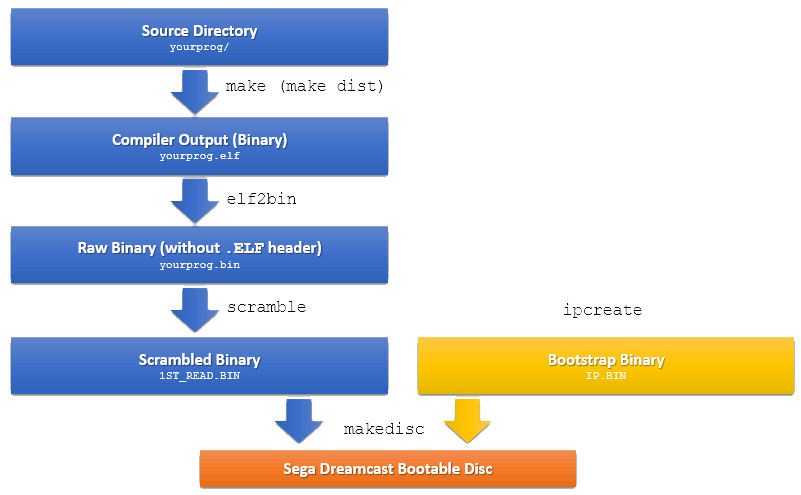 Source Directory
yourprog/
make (make dist)
Compiler Output (Binary)
yourprog.elf
elf2bin
Raw Binary (without .ELF header)
yourprog.bin
scramble
ipcreate
Scrambled Binary
1ST_READ.BIN
Bootstrap Binary
IP.BIN
makedisc
Sega Dreamcast Bootable Disc